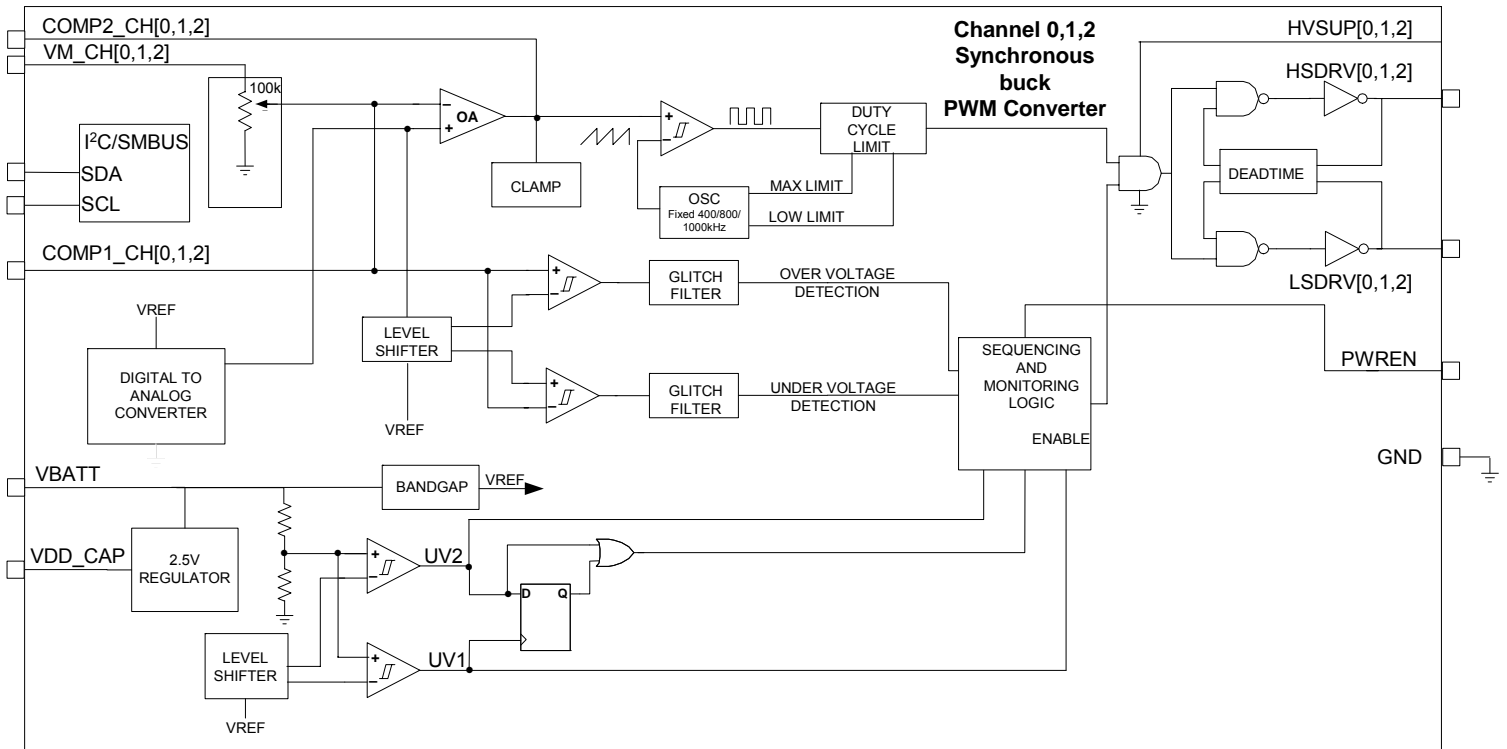 COMP2_CH[0,1,2]
VM_CH[0,1,2]
Channel 0,1,2
Synchronous
buck
PWM Converter
HVSUP[0,1,2]
HSDRV[0,1,2]
100k
OA
−
+
+
−
DUTY
CYCLE
LIMIT
I²C/SMBUS
SDA
SCL
CLAMP
OSC
Fixed 400/800/
1000kHz
MAX LIMIT
LOW LIMIT
DEADTIME
COMP1_CH[0,1,2]
LSDRV[0,1,2]
+
−
GLITCH
FILTER
OVER VOLTAGE
DETECTION
VREF
LEVEL
SHIFTER
DIGITAL TO
ANALOG
CONVERTER
+
−
GLITCH
FILTER
UNDER VOLTAGE
DETECTION
SEQUENCING
AND
MONITORING
LOGIC
ENABLE
PWREN
VREF
GND
VBATT
BANDGAP
VREF
VDD_CAP
2.5V
REGULATOR
+
−
UV2
D
Q
LEVEL
SHIFTER
+
−
UV1
VREF